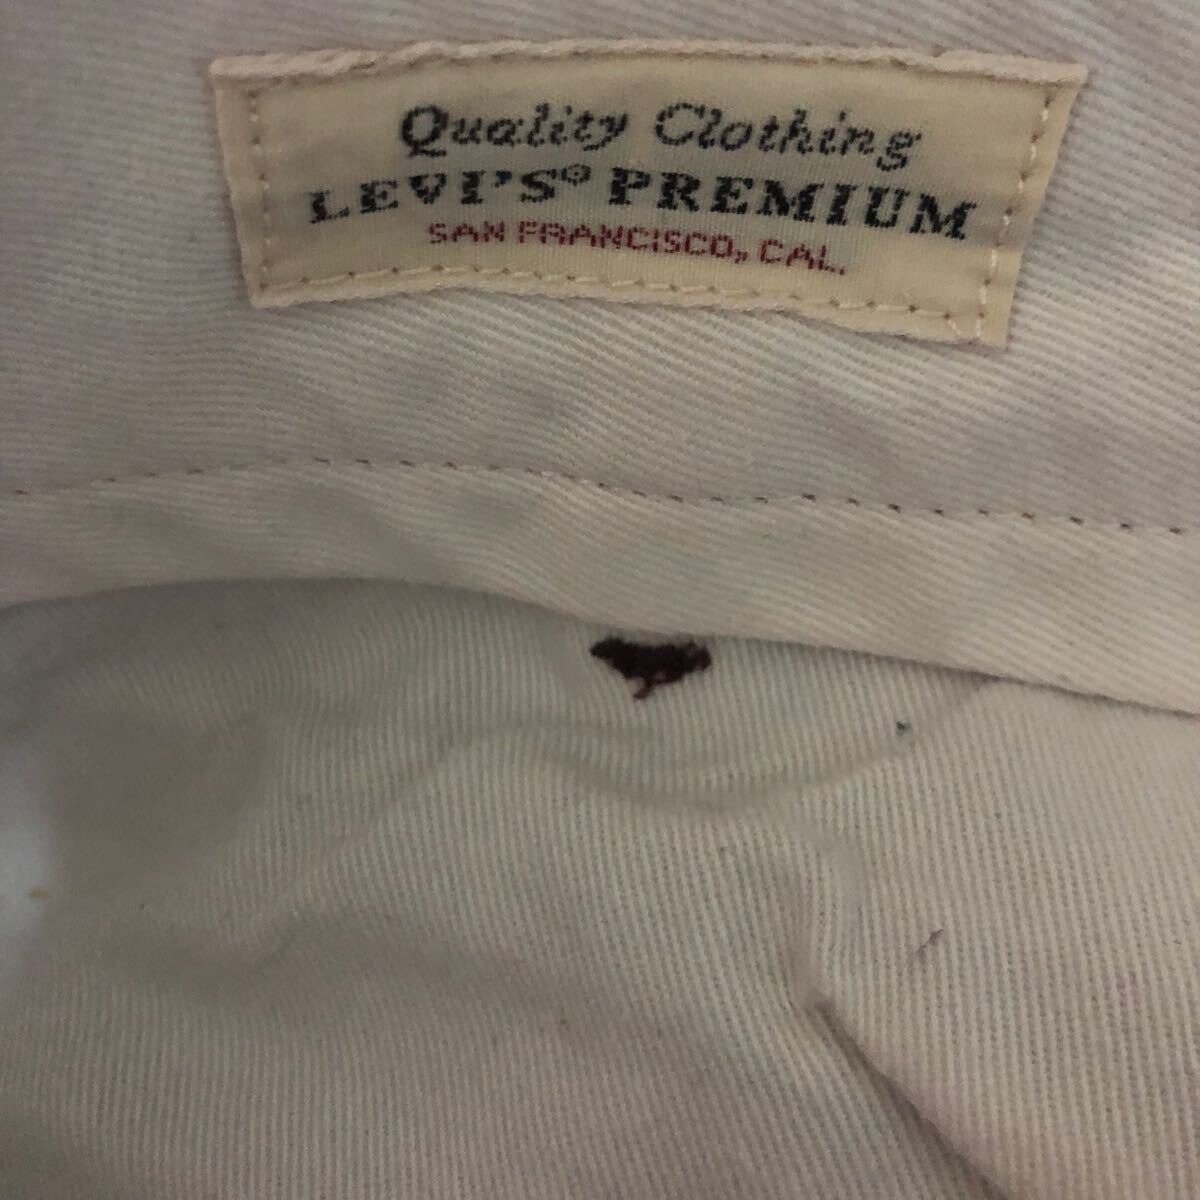 Quality Clothing
LEVI'S® PREMIUM
SAN FRANCISCO, CAL.